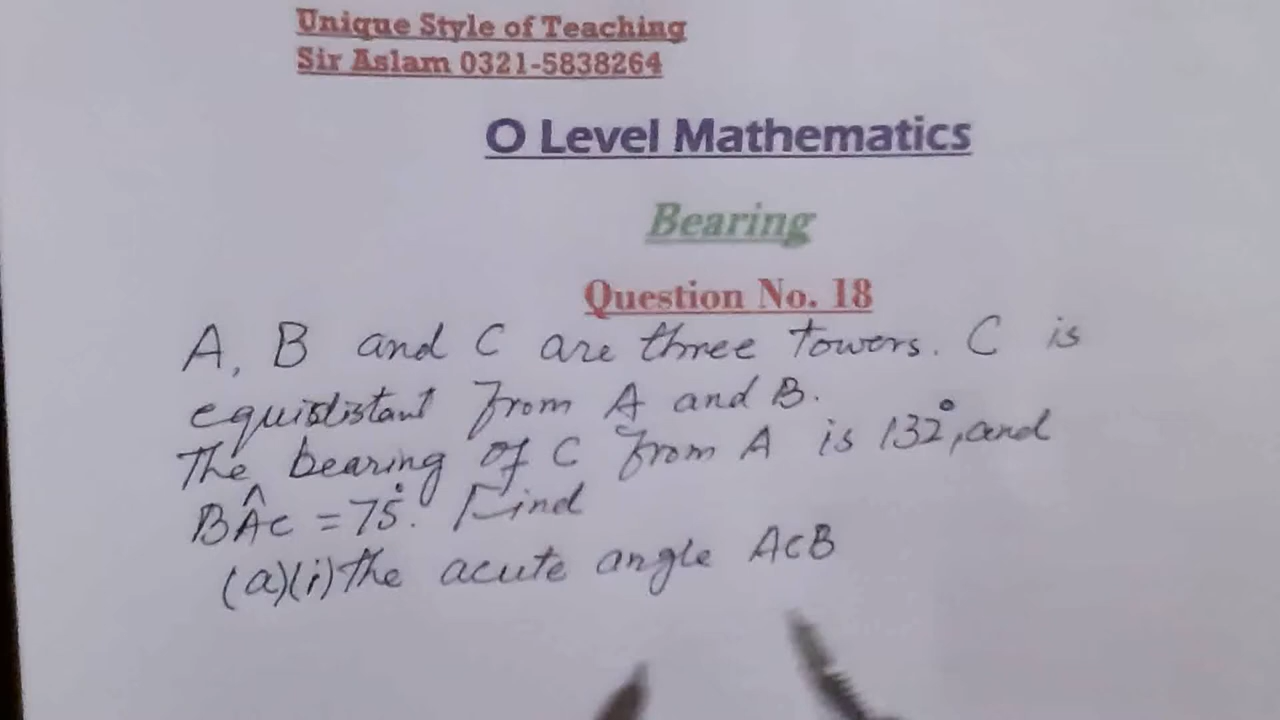 Unique Style of Teaching
Sir Aslam 0321-5838264
O Level Mathematics
Bearing
Question No. 18
A, B and C are three towers. C is
equidistant from A and B.
The bearing of C from A is 132°, and
BÂC = 75°. Find
(a)(i) the acute angle ACB